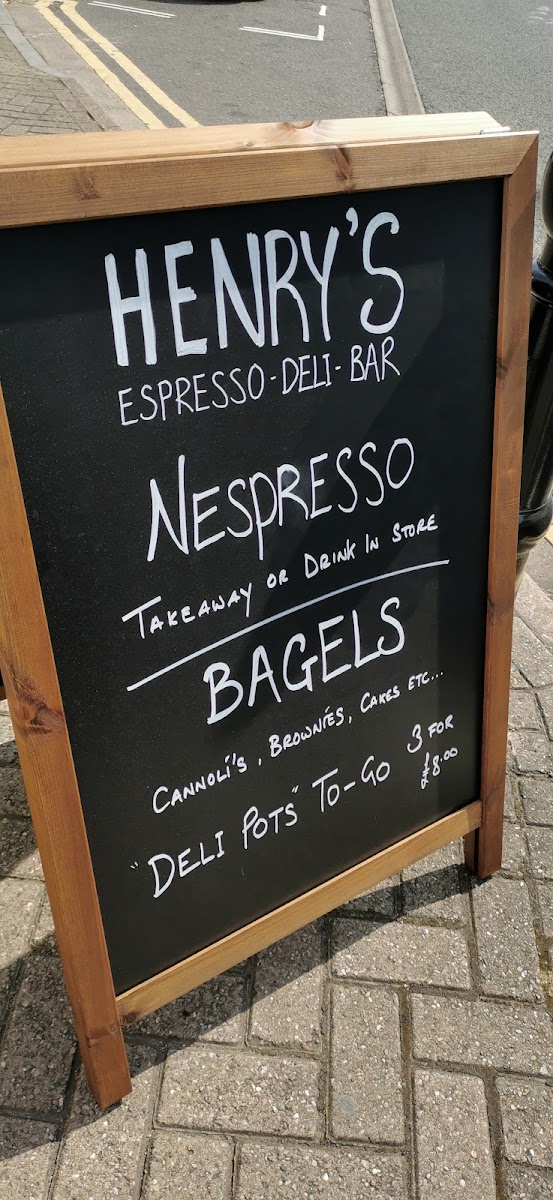 HENRY'S
ESPRESSO-DELI-BAR
NESPRESSO
TAKEAWAY OR DRINK IN STORE
BAGELS
CANNOLI'S, BROWNIES, CAKES ETC...
"DELI POTS" TO-GO 3 FOR £8.00